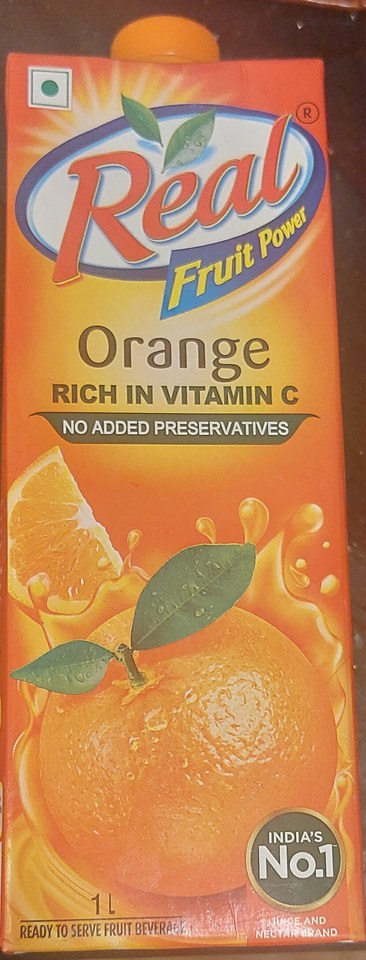 ®
Réal
Fruit Power
Orange
RICH IN VITAMIN C
NO ADDED PRESERVATIVES
INDIA'S
No.1
JUICE AND
NECTAR BRAND
1 L
READY TO SERVE FRUIT BEVERAGE